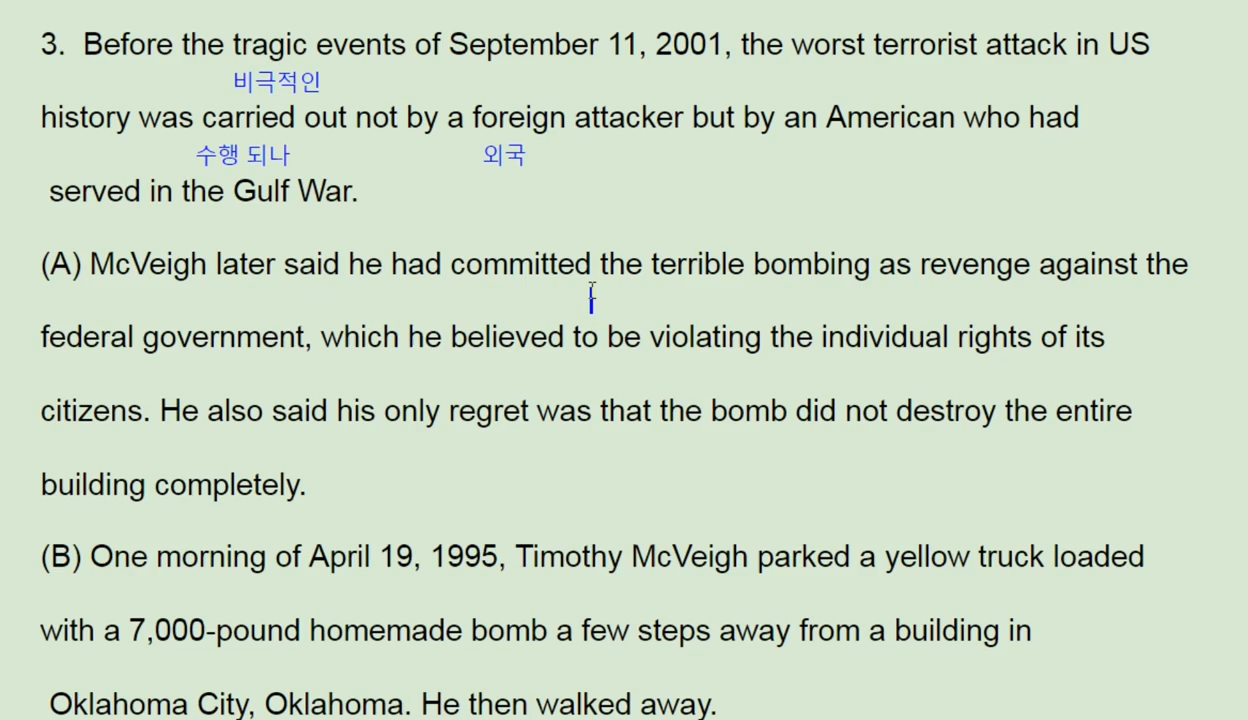 3. Before the tragic events of September 11, 2001, the worst terrorist attack in US
비극적인
history was carried out not by a foreign attacker but by an American who had
수행 되나 외국
served in the Gulf War.
(A) McVeigh later said he had committed the terrible bombing as revenge against the
federal government, which he believed to be violating the individual rights of its
citizens. He also said his only regret was that the bomb did not destroy the entire
building completely.
(B) One morning of April 19, 1995, Timothy McVeigh parked a yellow truck loaded
with a 7,000-pound homemade bomb a few steps away from a building in
Oklahoma City, Oklahoma. He then walked away.